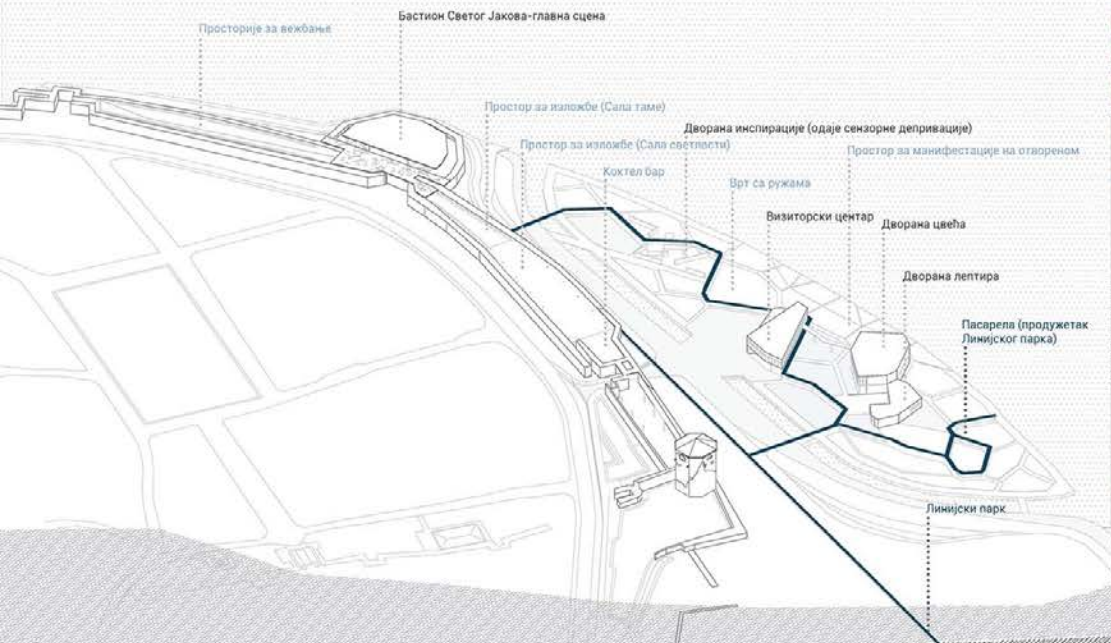 Бастион Светог Јакова-главна сцена
Просторије за вежбање
Простор за изложбе (Сала таме)
Дворана инспирације (одаје сензорне депривације)
Простор за изложбе (Сала светлости)
Простор за манифестације на отвореном
Коктел бар
Врт са ружама
Визиторски центар
Дворана цвећа
Дворана лептира
Пасарела (продужетак
Линијског парка)
Линијски парк